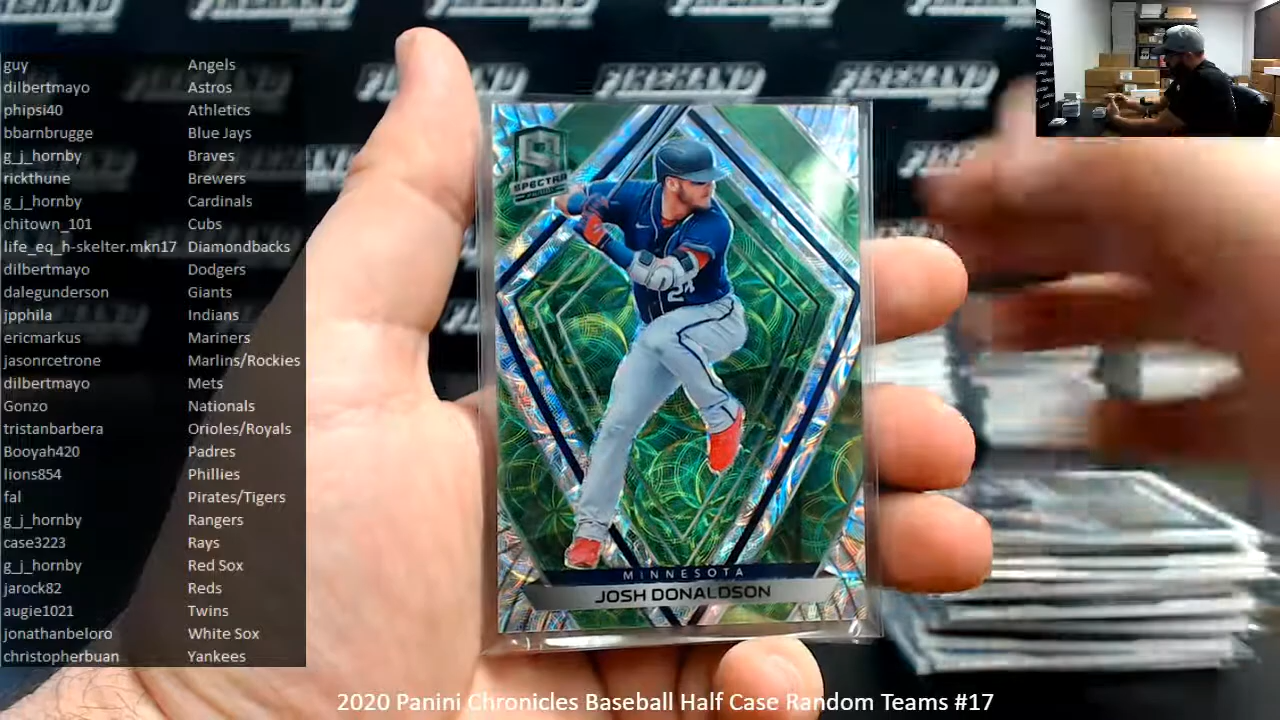 guy Angels
dilbertmayo Astros
phipsi40 Athletics
bbarnbrugge Blue Jays
g_j_hornby Braves
rickthune Brewers
g_j_hornby Cardinals
chitown_101 Cubs
life_eq_h-skelter.mkn17 Diamondbacks
dilbertmayo Dodgers
dalegunderson Giants
jpphila Indians
ericmarkus Mariners
jasonrcetrone Marlins/Rockies
dilbertmayo Mets
Gonzo Nationals
tristanbarbera Orioles/Royals
Booyah420 Padres
lions854 Phillies
fal Pirates/Tigers
g_j_hornby Rangers
case3223 Rays
g_j_hornby Red Sox
jarock82 Reds
augie1021 Twins
jonathanbeloro White Sox
christopherbuan Yankees
FIREHAND FIREHAND FIREHAND
S
SPECTRA
MINNESOTA
JOSH DONALDSON
2020 Panini Chronicles Baseball Half Case Random Teams #17